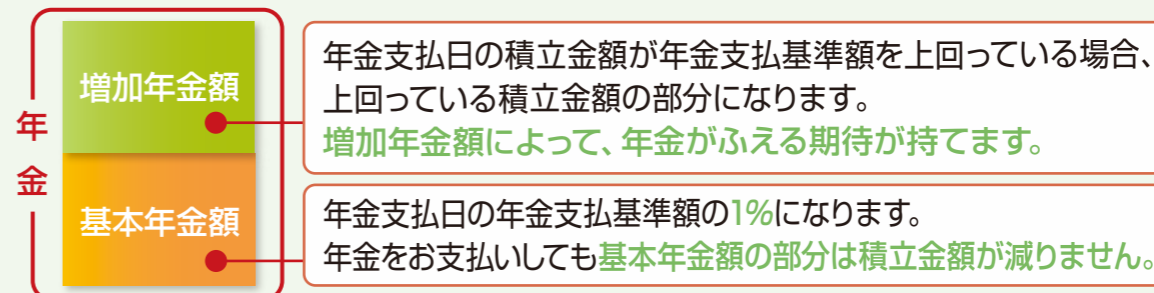 年金
増加年金額
年金支払日の積立金額が年金支払基準額を上回っている場合、
上回っている積立金額の部分になります。
増加年金額によって、年金がふえる期待が持てます。
基本年金額
年金支払日の年金支払基準額の1%になります。
年金をお支払いしても基本年金額の部分は積立金額が減りません。